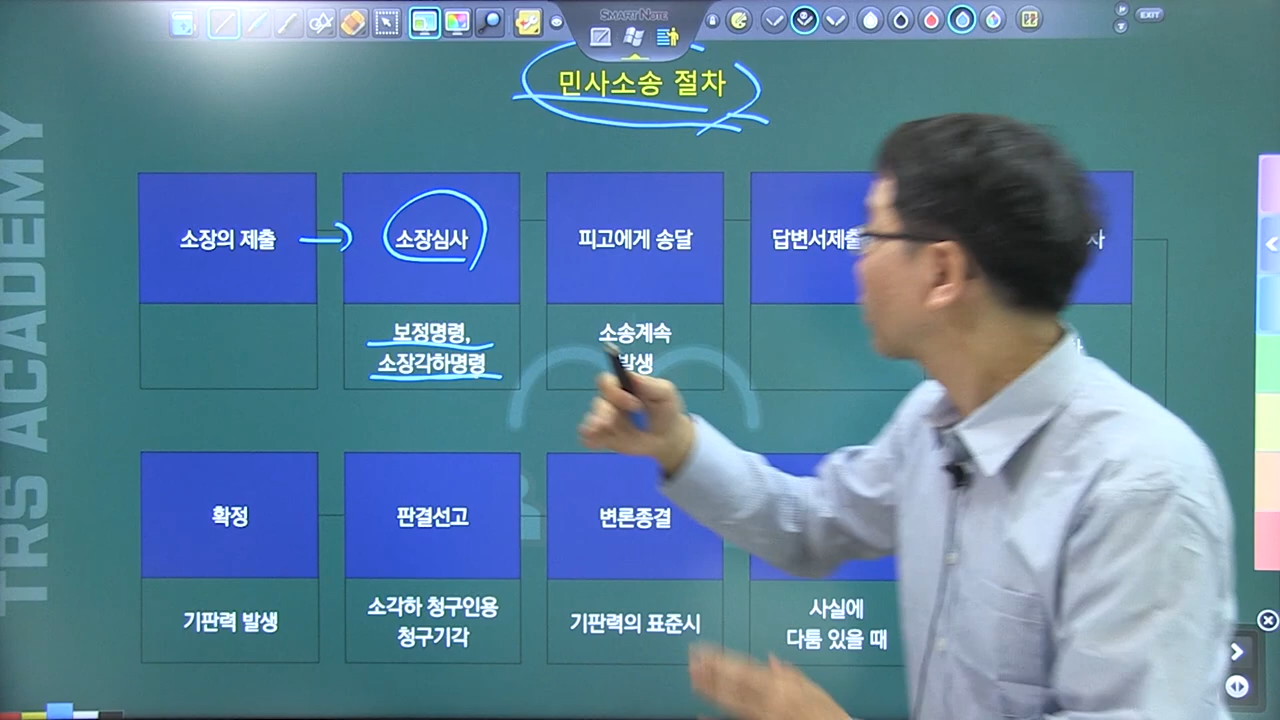 SMART NOTE
EXIT
민사소송 절차
TRS ACADEMY
소장의 제출
소장심사
피고에게 송달
답변서제출
사
보정명령,
소장각하명령
소송계속
발생
확정
판결선고
변론종결
기판력 발생
소각하 청구인용
청구기각
기판력의 표준시
사실에
다툼 있을 때